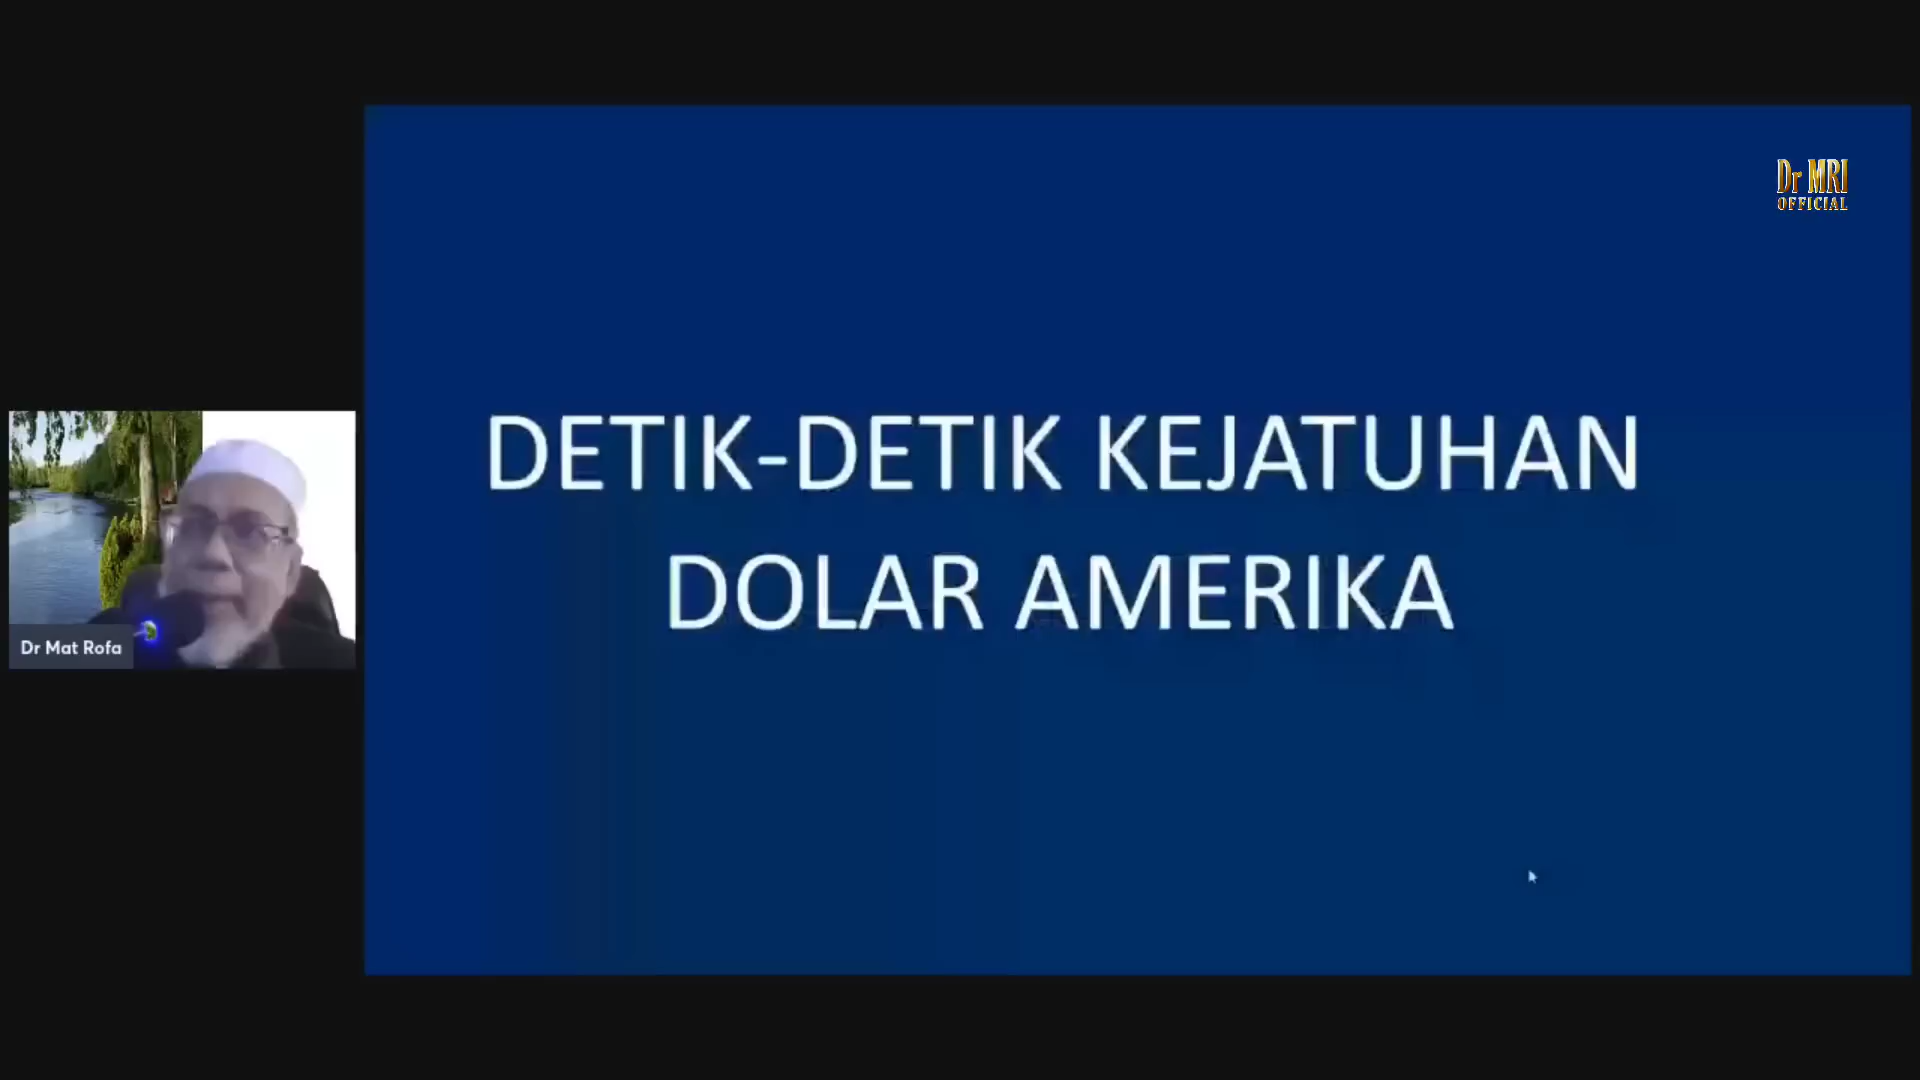 Dr MRI
OFFICIAL
DETIK-DETIK KEJATUHAN
DOLAR AMERIKA
Dr Mat Rofa